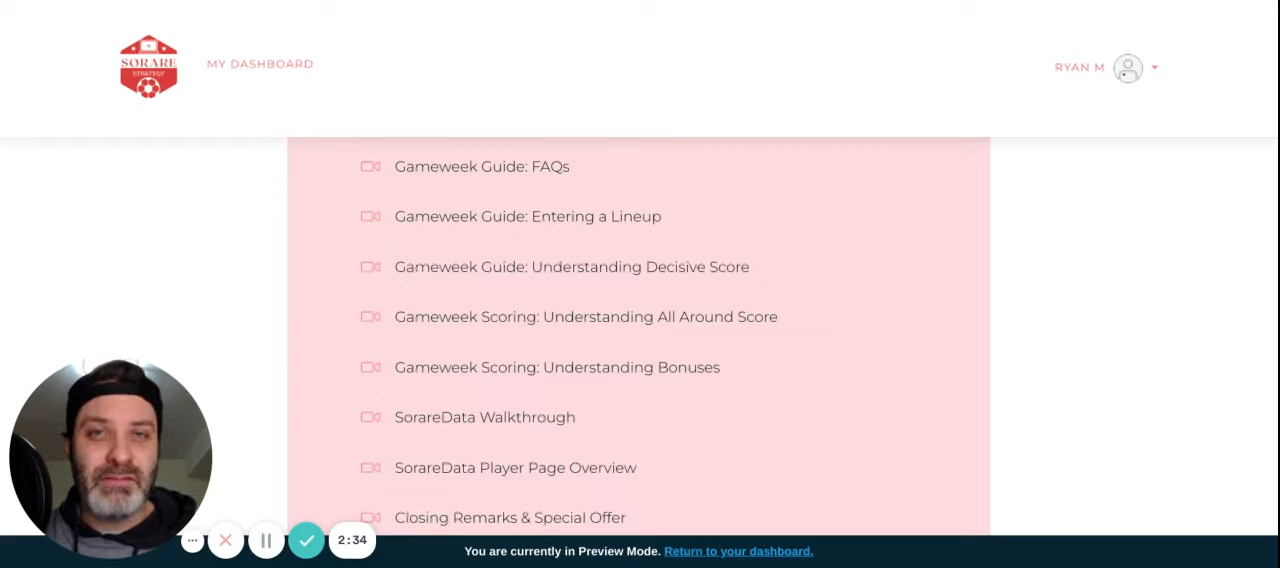 SORARE
STRATEGY
MY DASHBOARD
RYAN M
Gameweek Guide: FAQs
Gameweek Guide: Entering a Lineup
Gameweek Guide: Understanding Decisive Score
Gameweek Scoring: Understanding All Around Score
Gameweek Scoring: Understanding Bonuses
SorareData Walkthrough
SorareData Player Page Overview
Closing Remarks & Special Offer
2:34
You are currently in Preview Mode. Return to your dashboard.